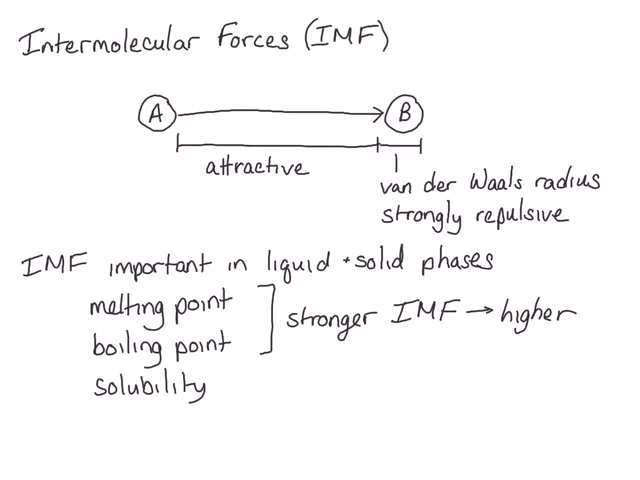 Intermolecular Forces (IMF)
A B
attractive
van der Waals radius
strongly repulsive
IMF important in liquid + solid phases
melting point
boiling point
stronger IMF → higher
solubility